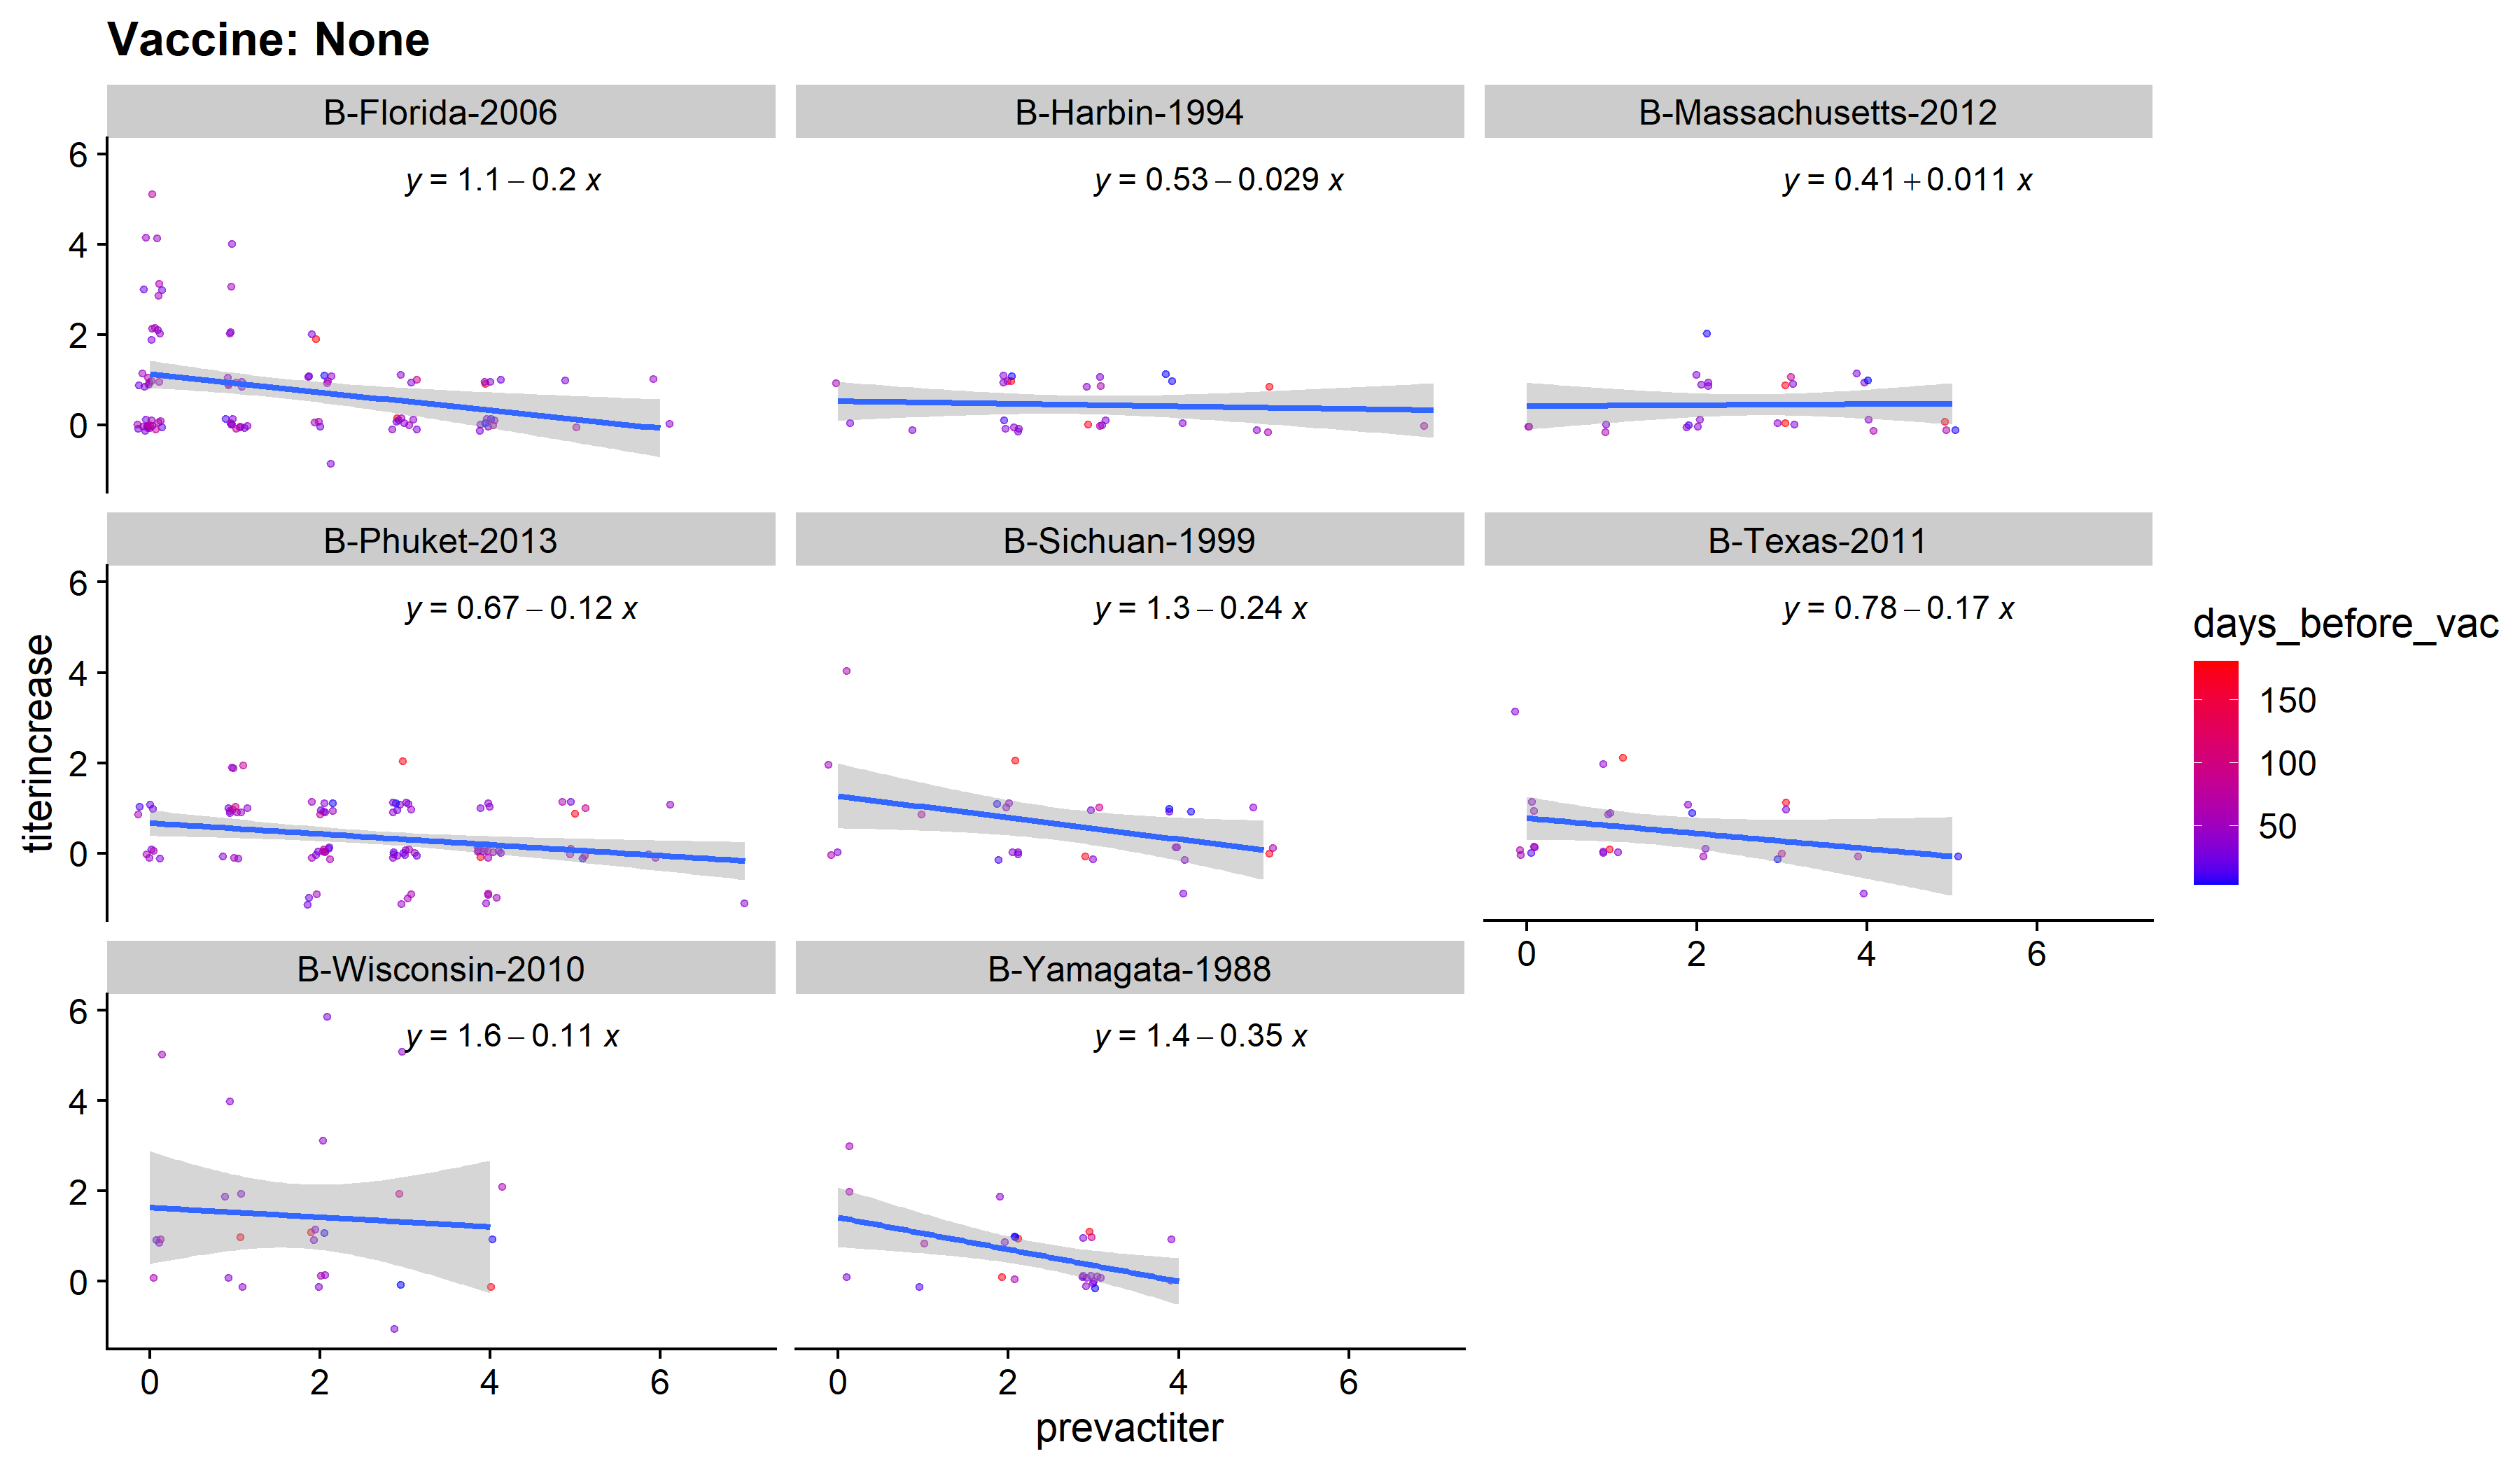 Vaccine: None
B-Florida-2006
B-Harbin-1994
B-Massachusetts-2012
6
4
2
0
y = 1.1 − 0.2 x
y = 0.53 − 0.029 x
y = 0.41 + 0.011 x
B-Phuket-2013
B-Sichuan-1999
B-Texas-2011
6
4
2
0
y = 0.67 − 0.12 x
y = 1.3 − 0.24 x
y = 0.78 − 0.17 x
0 2 4 6
titerincrease
days_before_vac
150
100
50
B-Wisconsin-2010
B-Yamagata-1988
6
4
2
0
y = 1.6 − 0.11 x
y = 1.4 − 0.35 x
0 2 4 6
0 2 4 6
prevactiter